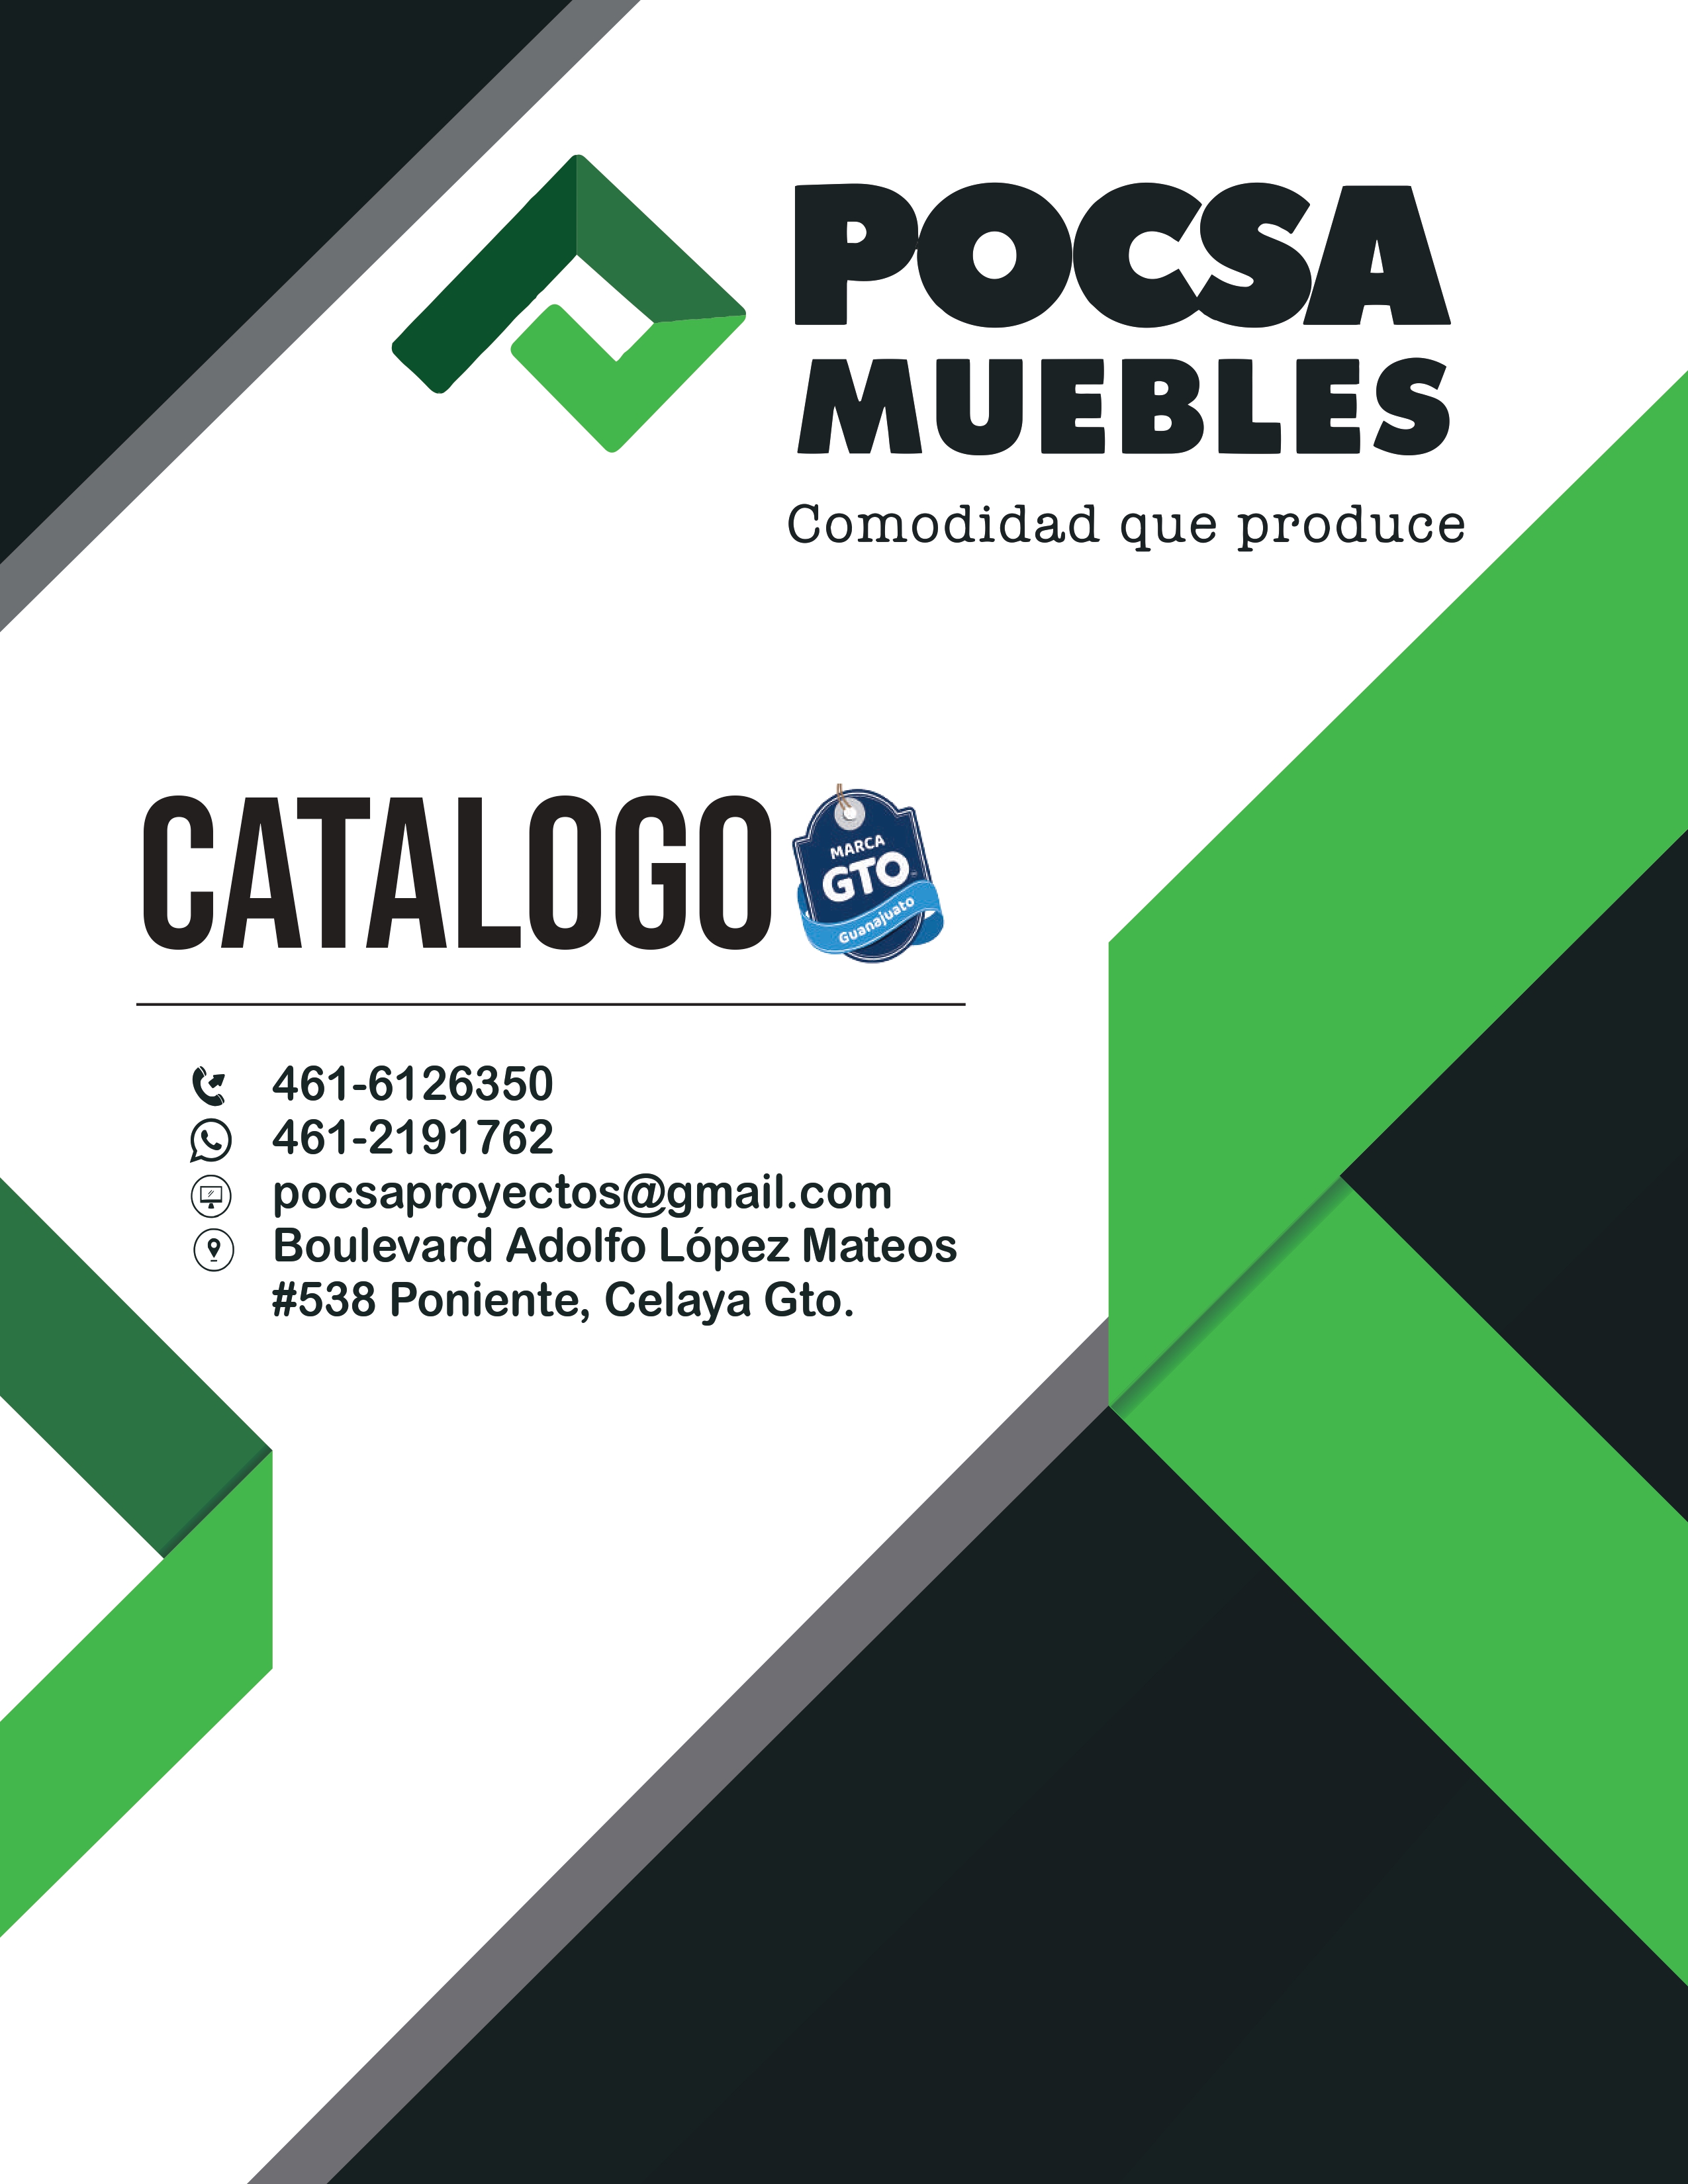 POCSA
MUEBLES
Comodidad que produce
CATALOGO
MARCA
GTO
Guanajuato
461-6126350
461-2191762
pocsaproyectos@gmail.com
Boulevard Adolfo López Mateos
#538 Poniente, Celaya Gto.